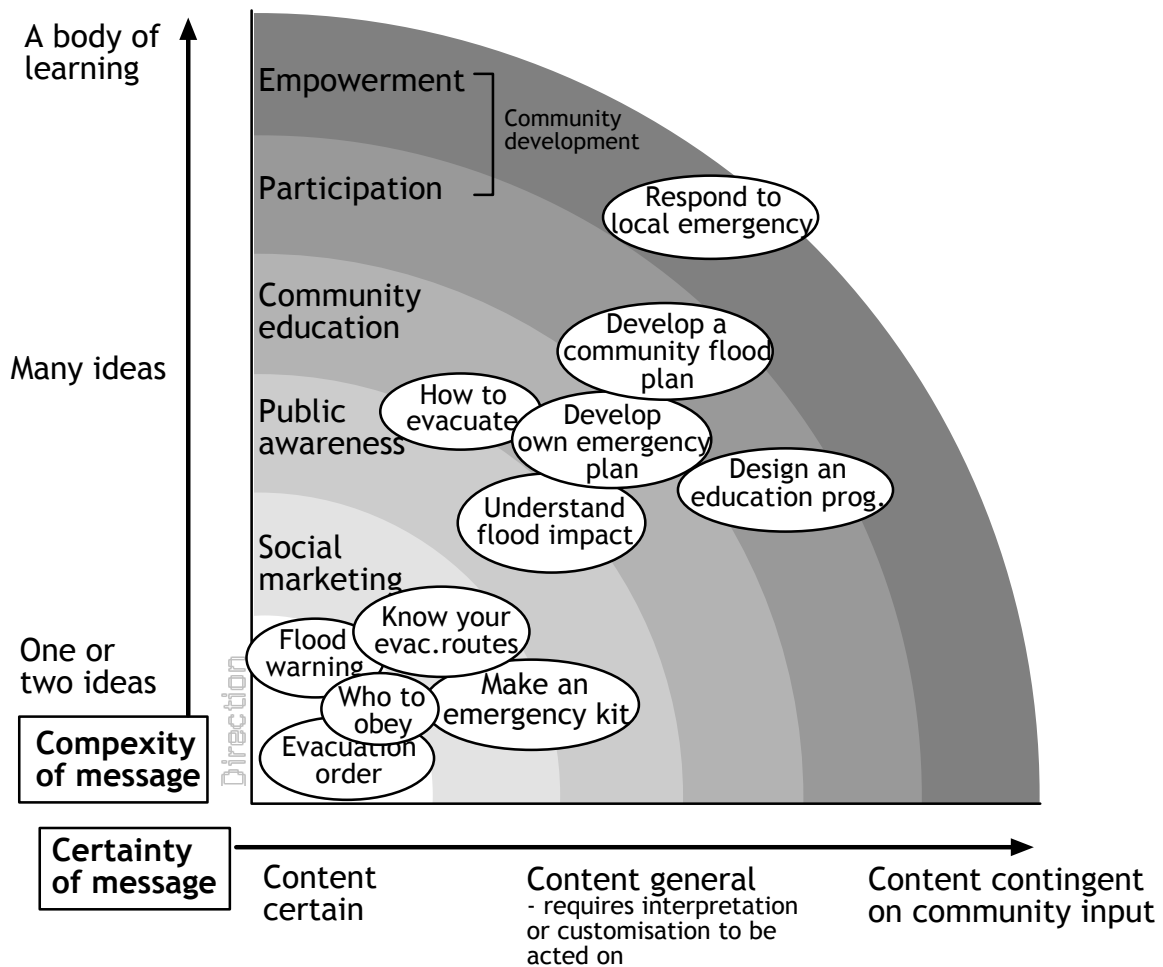 A body of
learning
Empowerment
Community
development
Participation
Respond to
local emergency
Community
education
Develop a
community flood
plan
Many ideas
How to
evacuate
Public
awareness
Develop
own emergency
plan
Design an
education prog.
Understand
flood impact
Social
marketing
Know your
evac.routes
Flood
warning
One or
two ideas
Direction
Who to
obey
Make an
emergency kit
Evacuation
order
Compexity
of message
Certainty
of message
Content
certain
Content general
- requires interpretation
or customisation to be
acted on
Content contingent
on community input